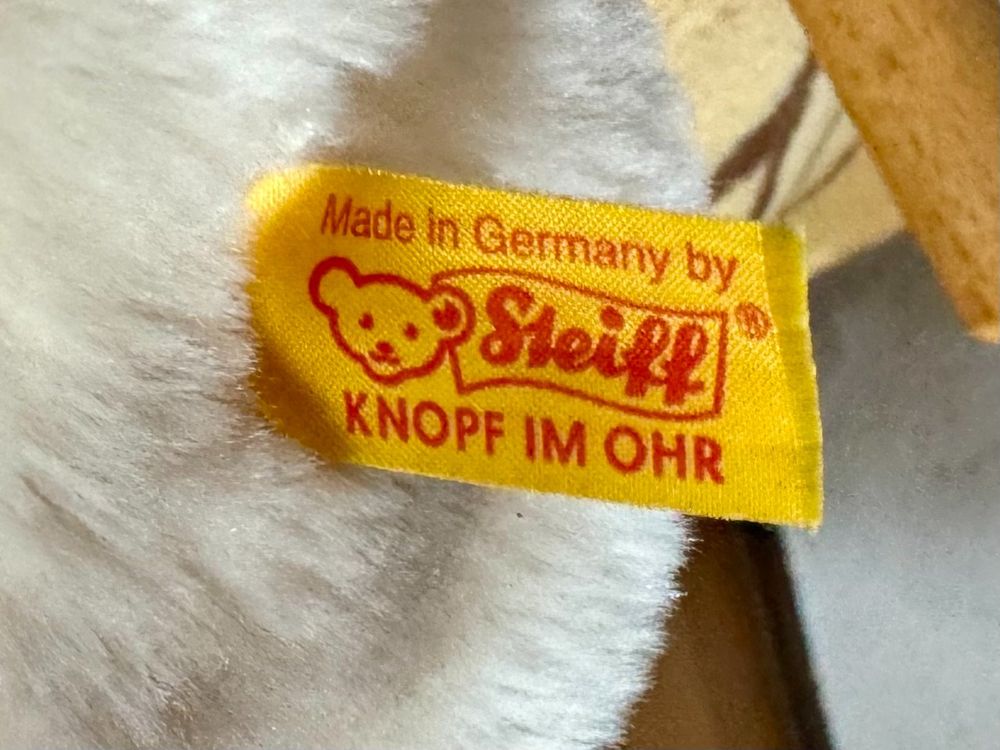 Made in Germany by
Steiff®
KNOPF IM OHR